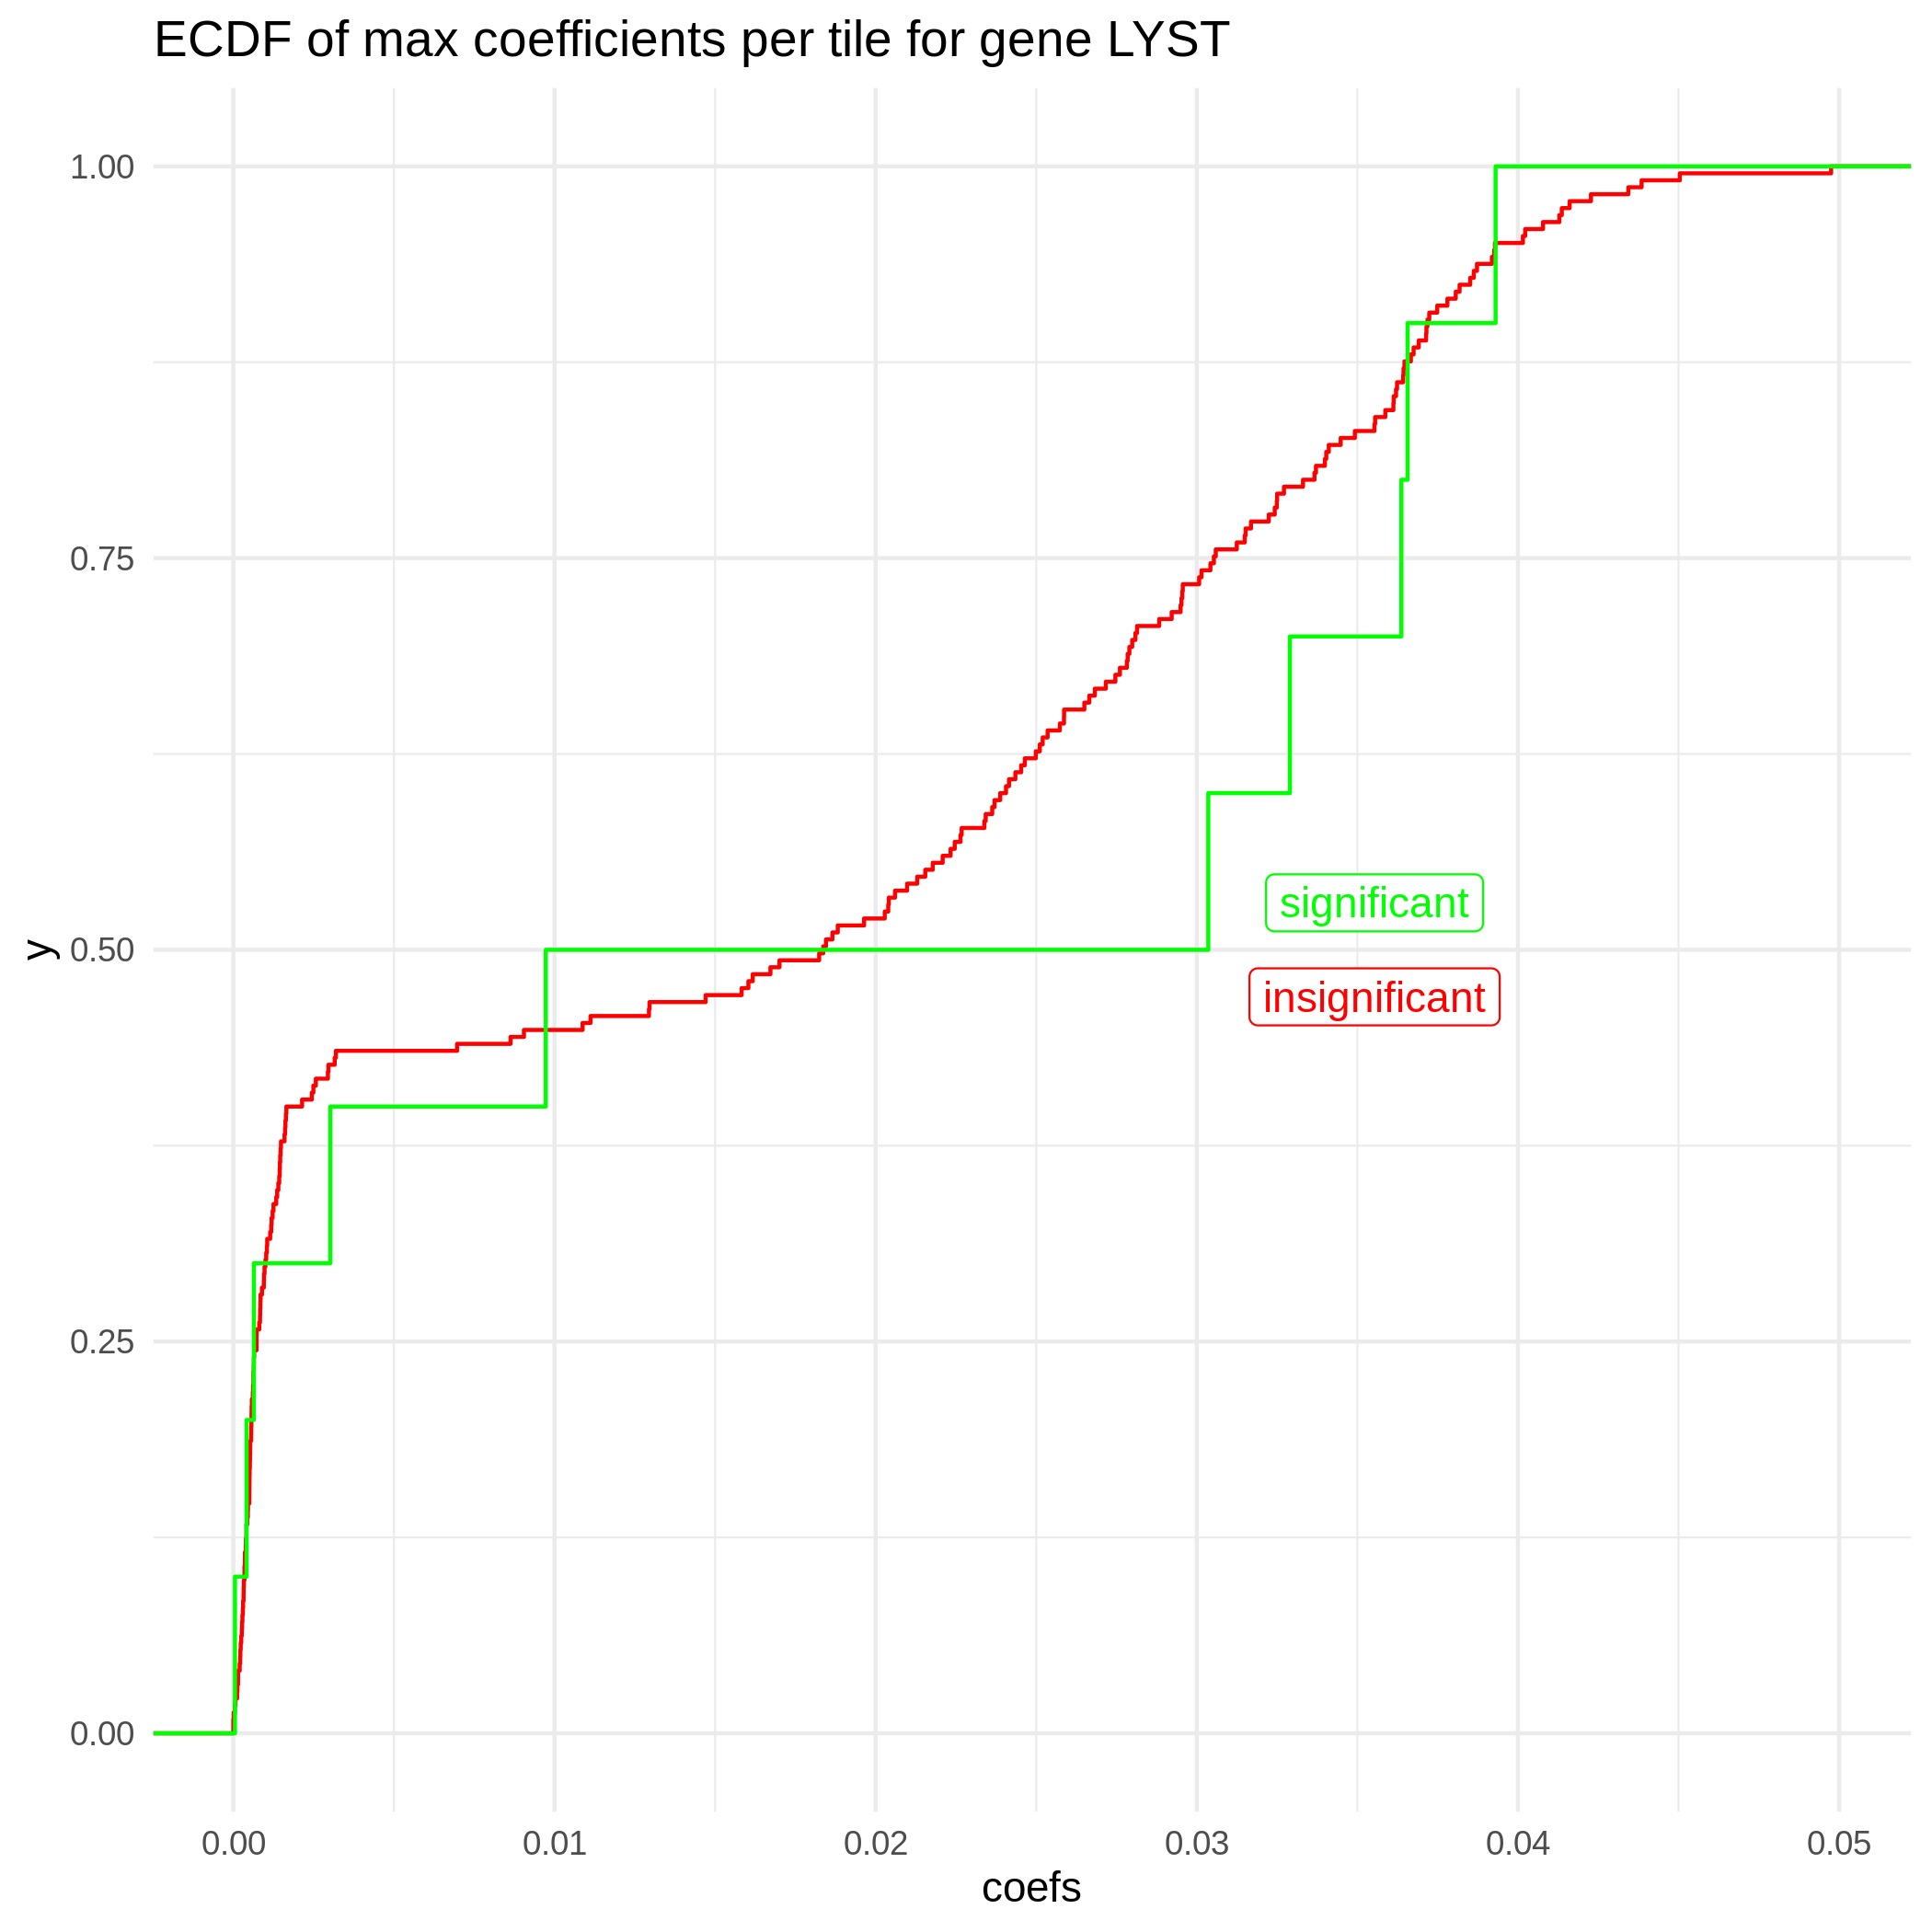 ECDF of max coefficients per tile for gene LYST
1.00
0.75
0.50
0.25
0.00
y
significant
insignificant
0.00 0.01 0.02 0.03 0.04 0.05
coefs